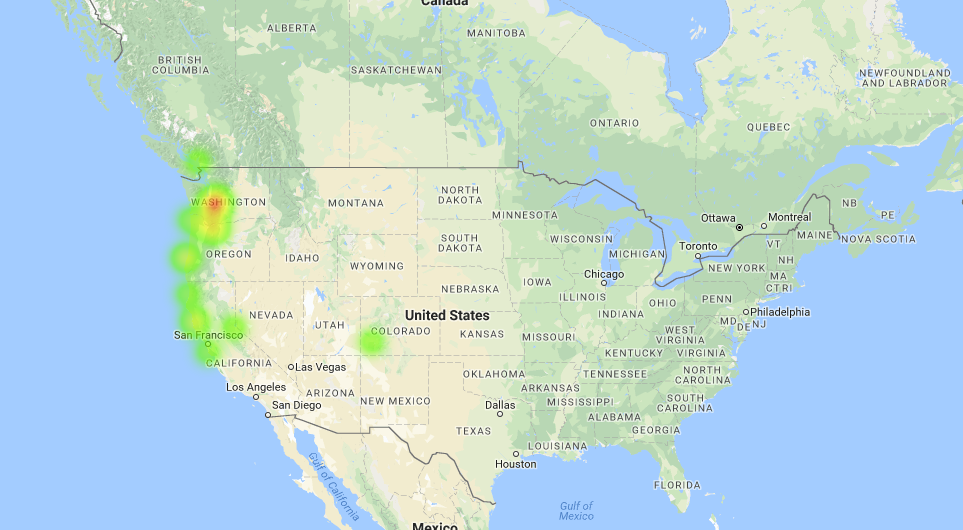 Canada
ALBERTA
MANITOBA
BRITISH
COLUMBIA
SASKATCHEWAN
NEWFOUNDLAND
AND LABRADOR
ONTARIO
QUEBEC
WASHINGTON
MONTANA
NORTH
DAKOTA
MINNESOTA
Ottawa
Montreal
NB
PE
MAINE
NOVA SCOTIA
OREGON
IDAHO
SOUTH
DAKOTA
WISCONSIN
MICHIGAN
Toronto
VT
NH
WYOMING
NEW YORK
MA
CT
RI
Chicago
IOWA
NEBRASKA
ILLINOIS
INDIANA
OHIO
PENN
NEVADA
United States
Philadelphia
MD
DE
NJ
UTAH
COLORADO
KANSAS
MISSOURI
WEST
VIRGINIA
KENTUCKY
VIRGINIA
San Francisco
CALIFORNIA
Las Vegas
OKLAHOMA
TENNESSEE
NORTH
CAROLINA
Los Angeles
ARIZONA
NEW MEXICO
ARKANSAS
MISSISSIPPI
SOUTH
CAROLINA
San Diego
Dallas
ALABAMA
GEORGIA
TEXAS
LOUISIANA
Houston
Gulf of California
FLORIDA
Gulf of
Mexico
Mexico